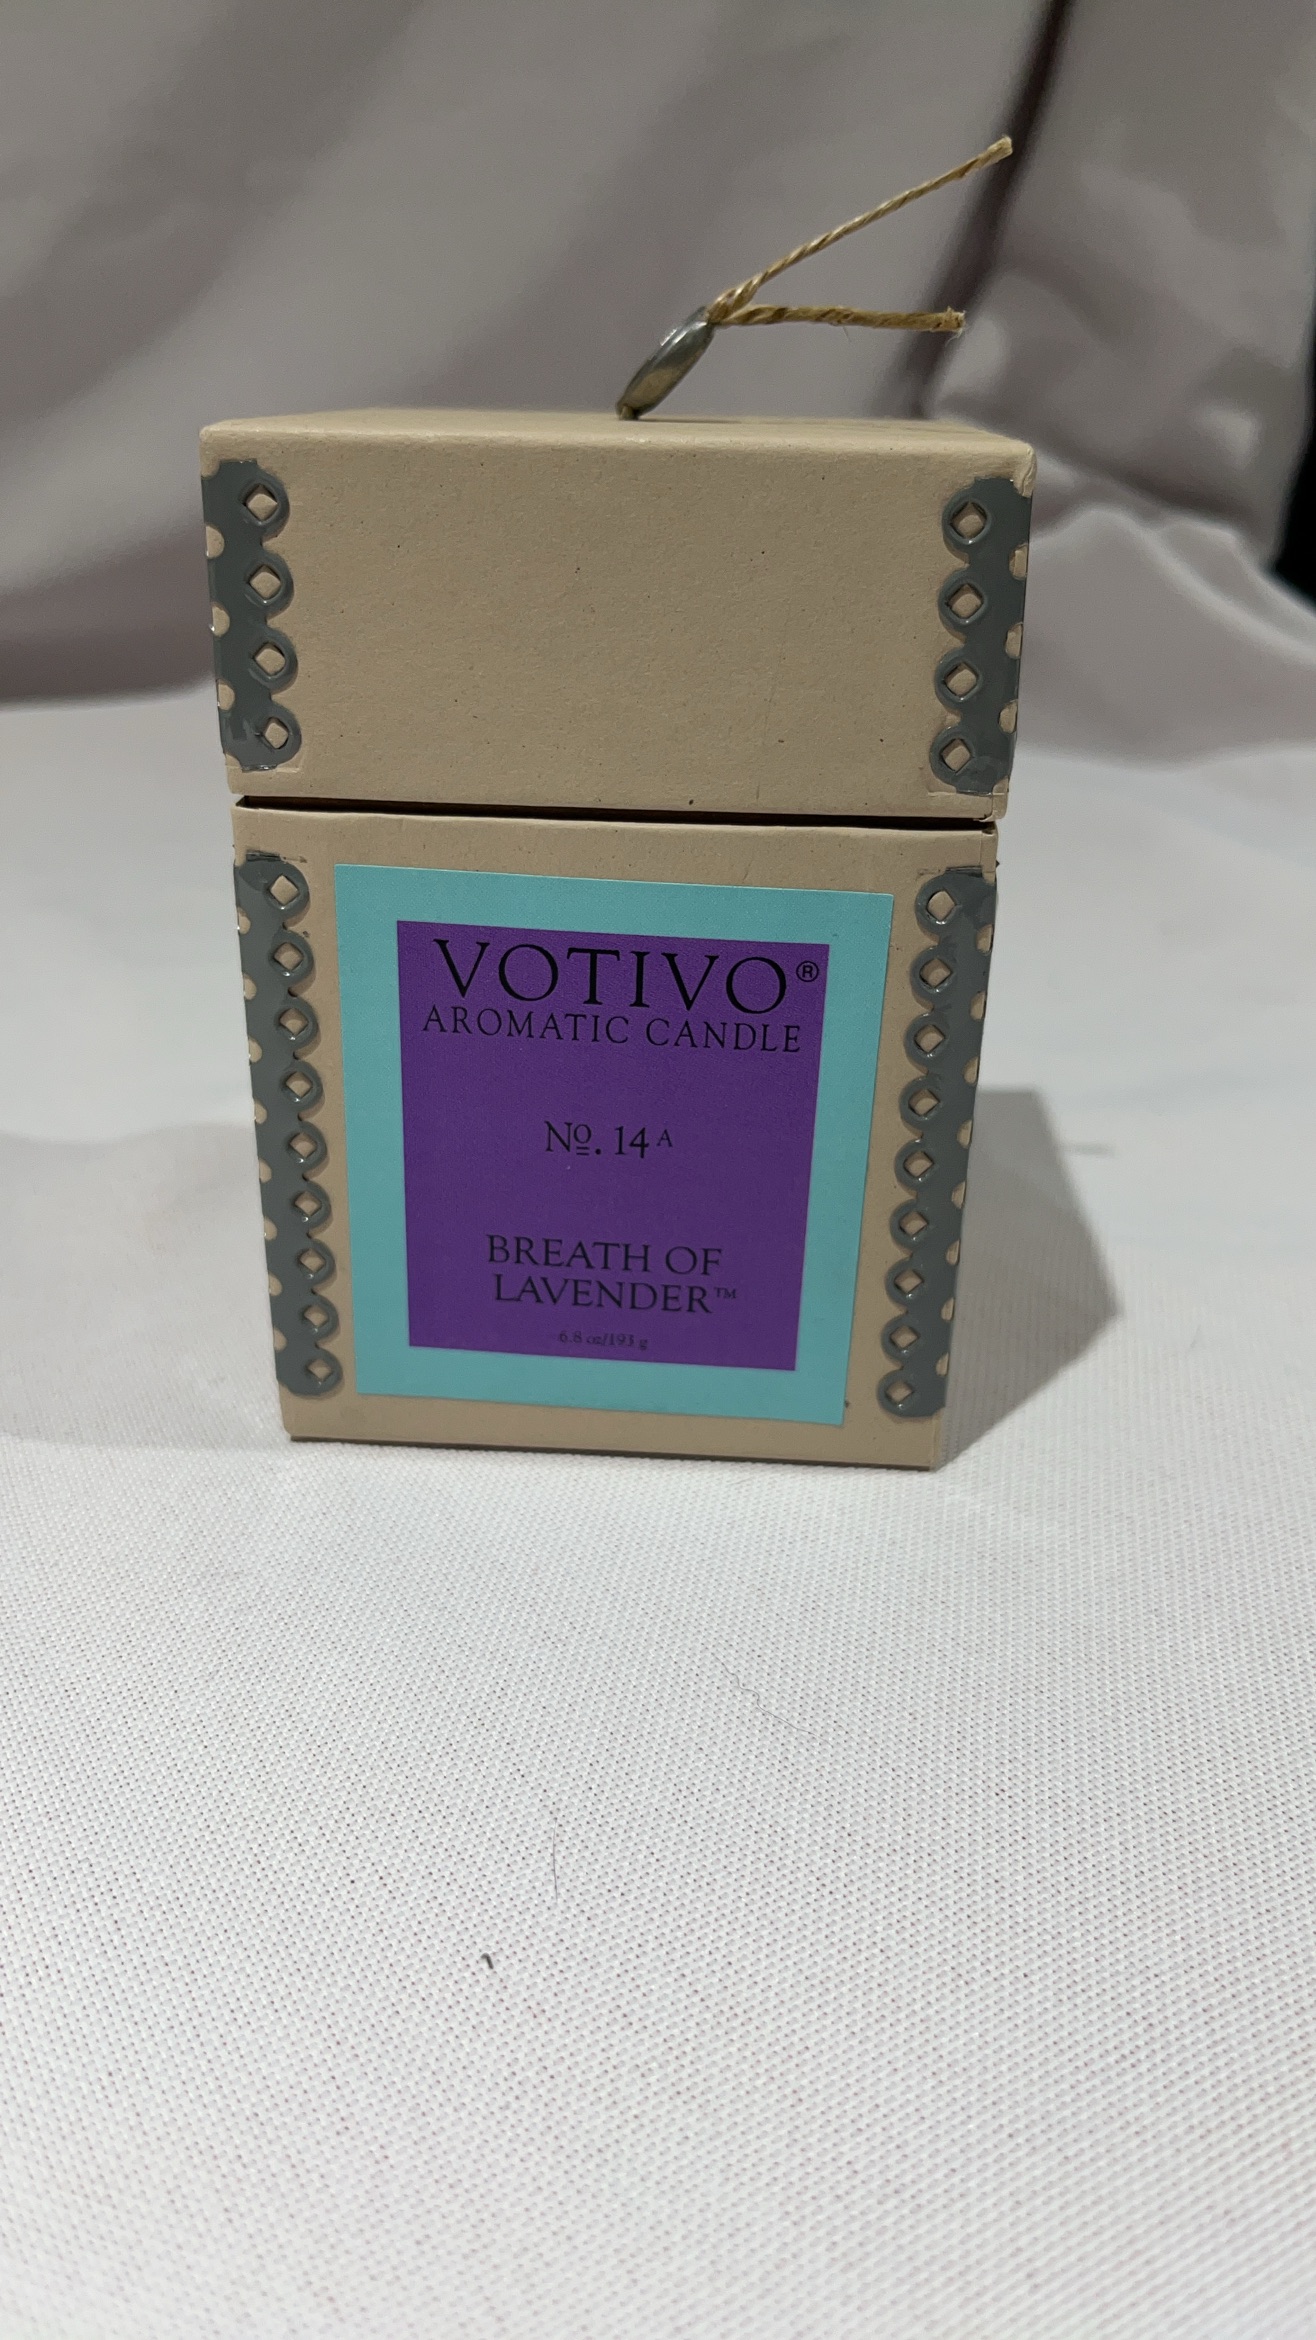 VOTIVO®
AROMATIC CANDLE
Nº. 14 A
BREATH OF
LAVENDER™
6.8 oz/193 g